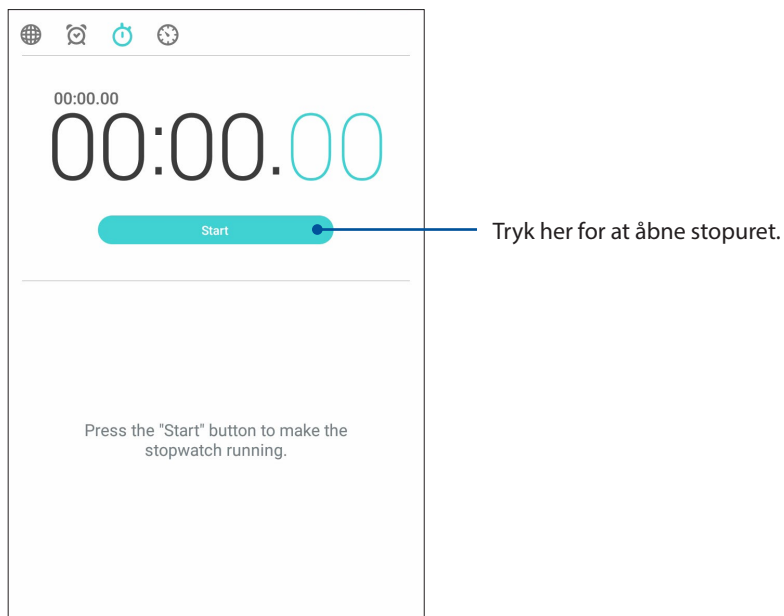 00:00.00
00:00.00
Start
Tryk her for at åbne stopuret.
Press the "Start" button to make the
stopwatch running.